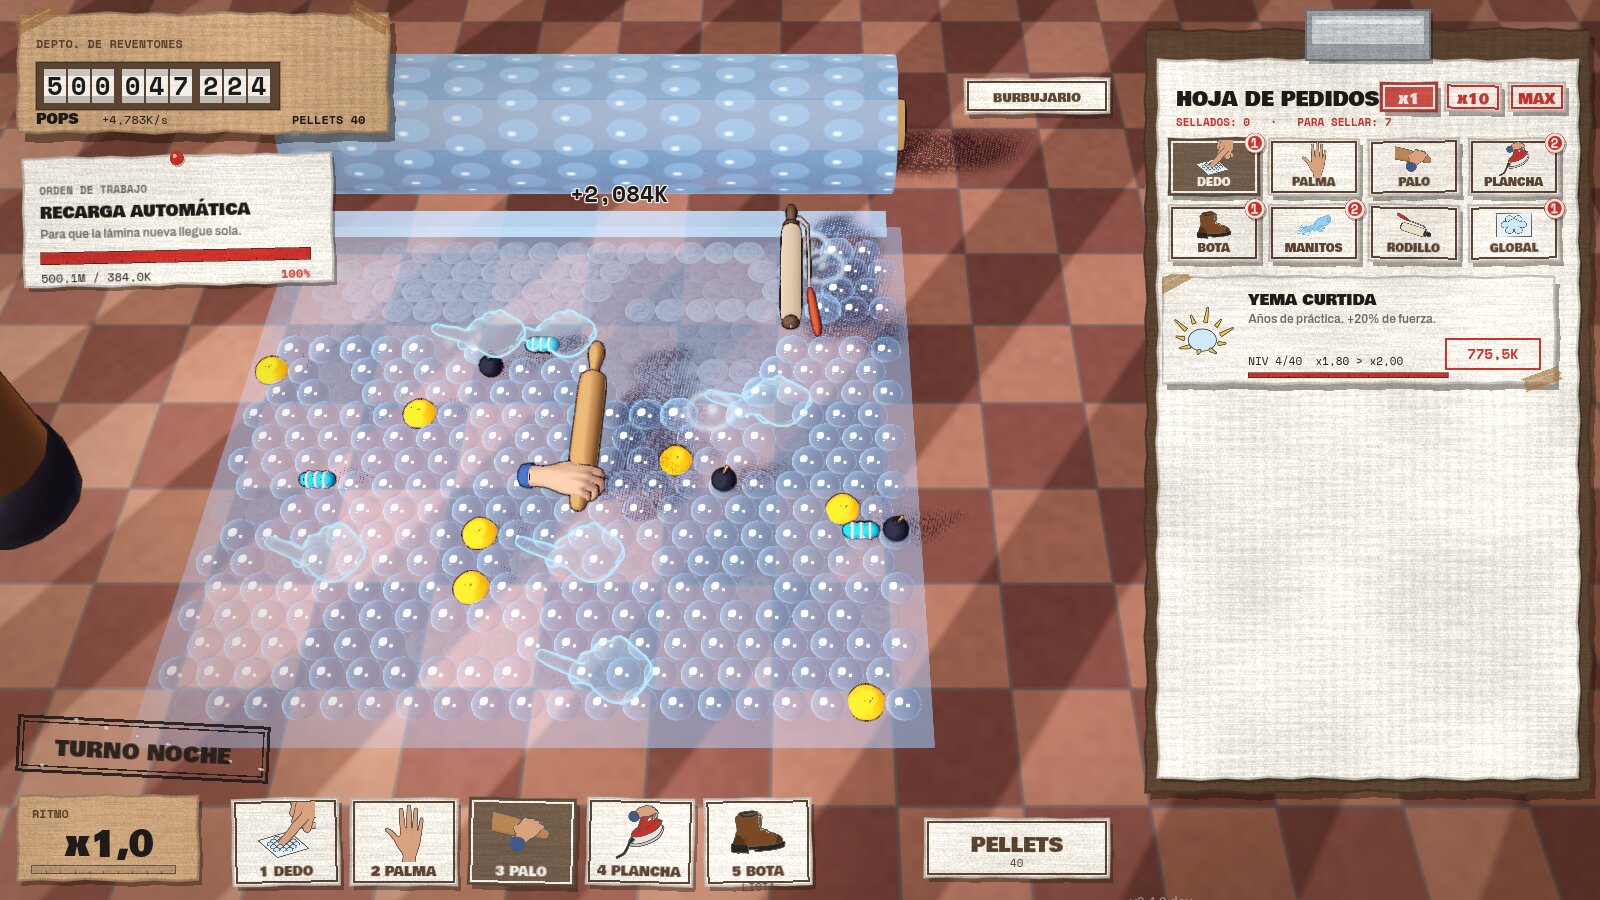 DEPTO. DE REVENTONES
500 047 224
POPS +4,783K/s PELLETS 40
ORDEN DE TRABAJO
RECARGA AUTOMÁTICA
Para que la lámina nueva llegue sola.
500.1M / 384.0K 100%
+2,084K
BURBUJARIO
HOJA DE PEDIDOS x1 x10 MAX
SELLADOS: 0 · PARA SELLAR: 7
1 2
DEDO PALMA PALO PLANCHA
1 2 1
BOTA MANITOS RODILLO GLOBAL
YEMA CURTIDA
Años de práctica. +20% de fuerza.
NIV 4/40 x1,80 > x2,00 775,5K
TURNO NOCHE
RITMO
x1,0
1 DEDO 2 PALMA 3 PALO 4 PLANCHA 5 BOTA
LISTA
PELLETS
40